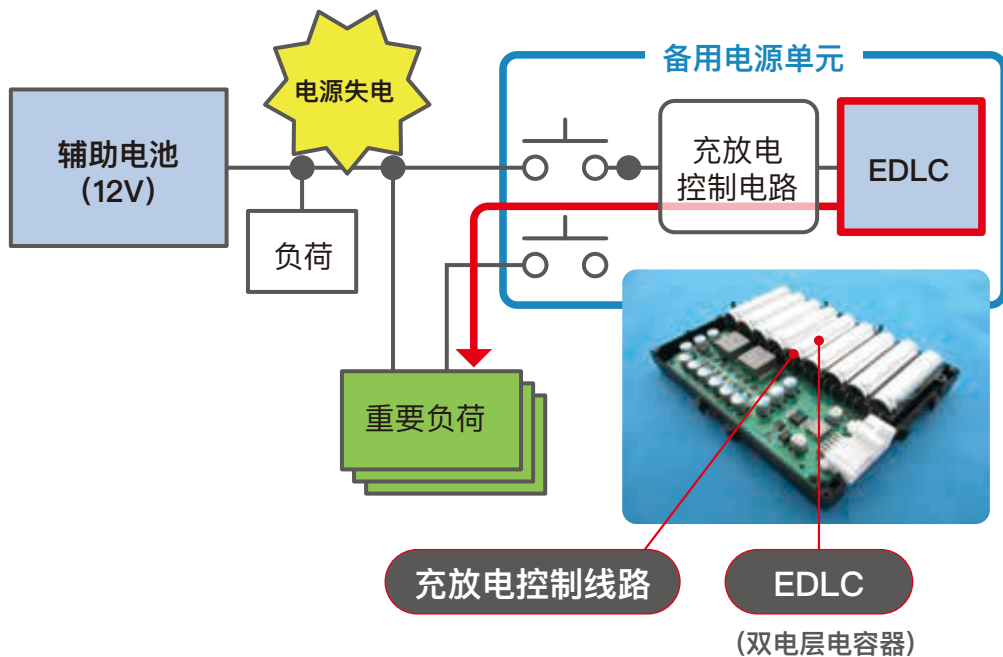 备用电源单元
电源失电
辅助电池
(12V)
充放电
控制电路
EDLC
负荷
重要负荷
充放电控制线路
EDLC
(双电层电容器)